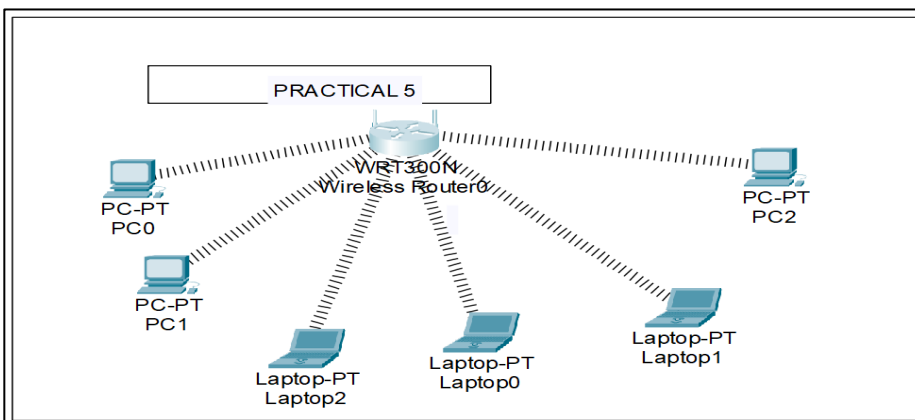 PRACTICAL 5
WRT300N
Wireless Router0
PC-PT
PC0
PC-PT
PC2
PC-PT
PC1
Laptop-PT
Laptop2
Laptop-PT
Laptop0
Laptop-PT
Laptop1